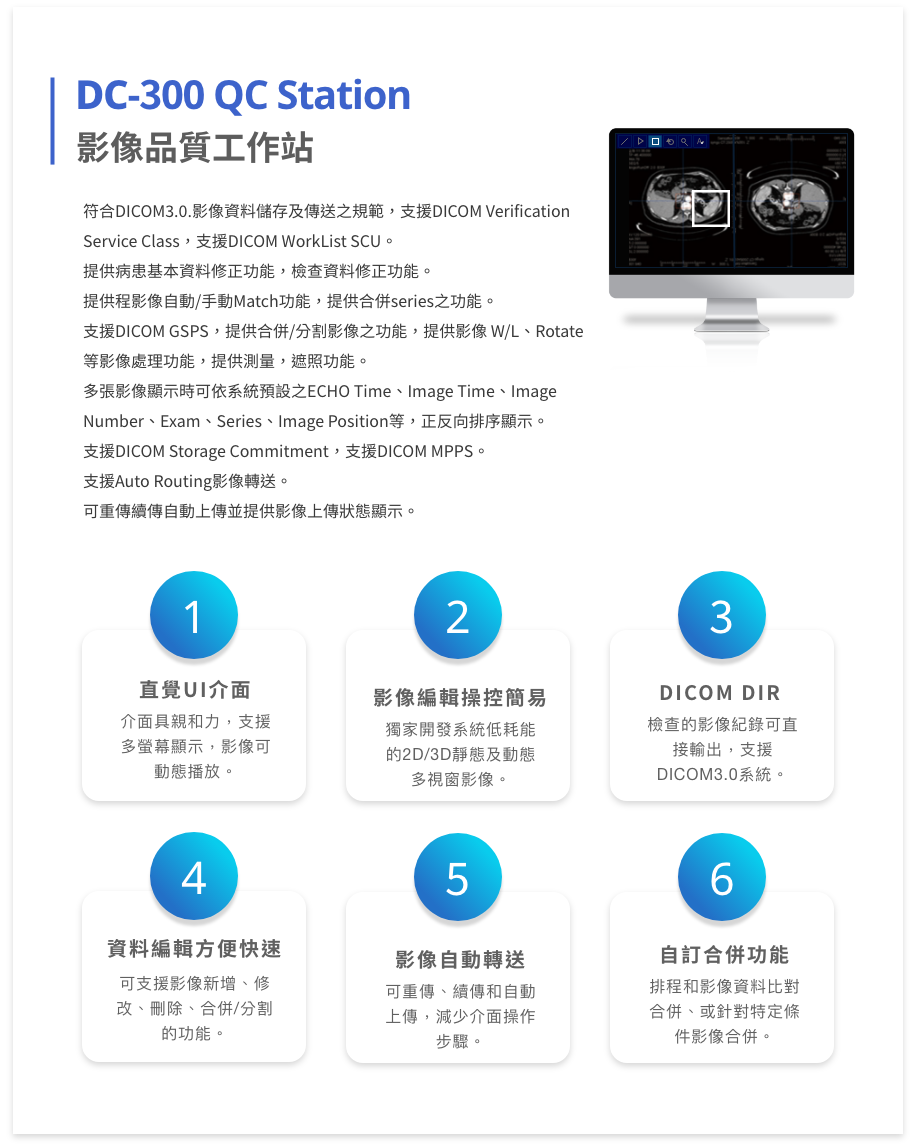 DC-300 QC Station
影像品質工作站
符合DICOM3.0.影像資料儲存及傳送之規範，支援DICOM Verification
Service Class，支援DICOM WorkList SCU。
提供病患基本資料修正功能，檢查資料修正功能。
提供程影像自動/手動Match功能，提供合併series之功能。
支援DICOM GSPS，提供合併/分割影像之功能，提供影像 W/L、Rotate
等影像處理功能，提供測量，遮照功能。
多張影像顯示時可依系統預設之ECHO Time、Image Time、Image
Number、Exam、Series、Image Position等，正反向排序顯示。
支援DICOM Storage Commitment，支援DICOM MPPS。
支援Auto Routing影像轉送。
可重傳續傳自動上傳並提供影像上傳狀態顯示。
1
直覺UI介面
介面具親和力，支援
多螢幕顯示，影像可
動態播放。
2
影像編輯操控簡易
獨家開發系統低耗能
的2D/3D靜態及動態
多視窗影像。
3
DICOM DIR
檢查的影像紀錄可直
接輸出，支援
DICOM3.0系統。
4
資料編輯方便快速
可支援影像新增、修
改、刪除、合併/分割
的功能。
5
影像自動轉送
可重傳、續傳和自動
上傳，減少介面操作
步驟。
6
自訂合併功能
排程和影像資料比對
合併、或針對特定條
件影像合併。